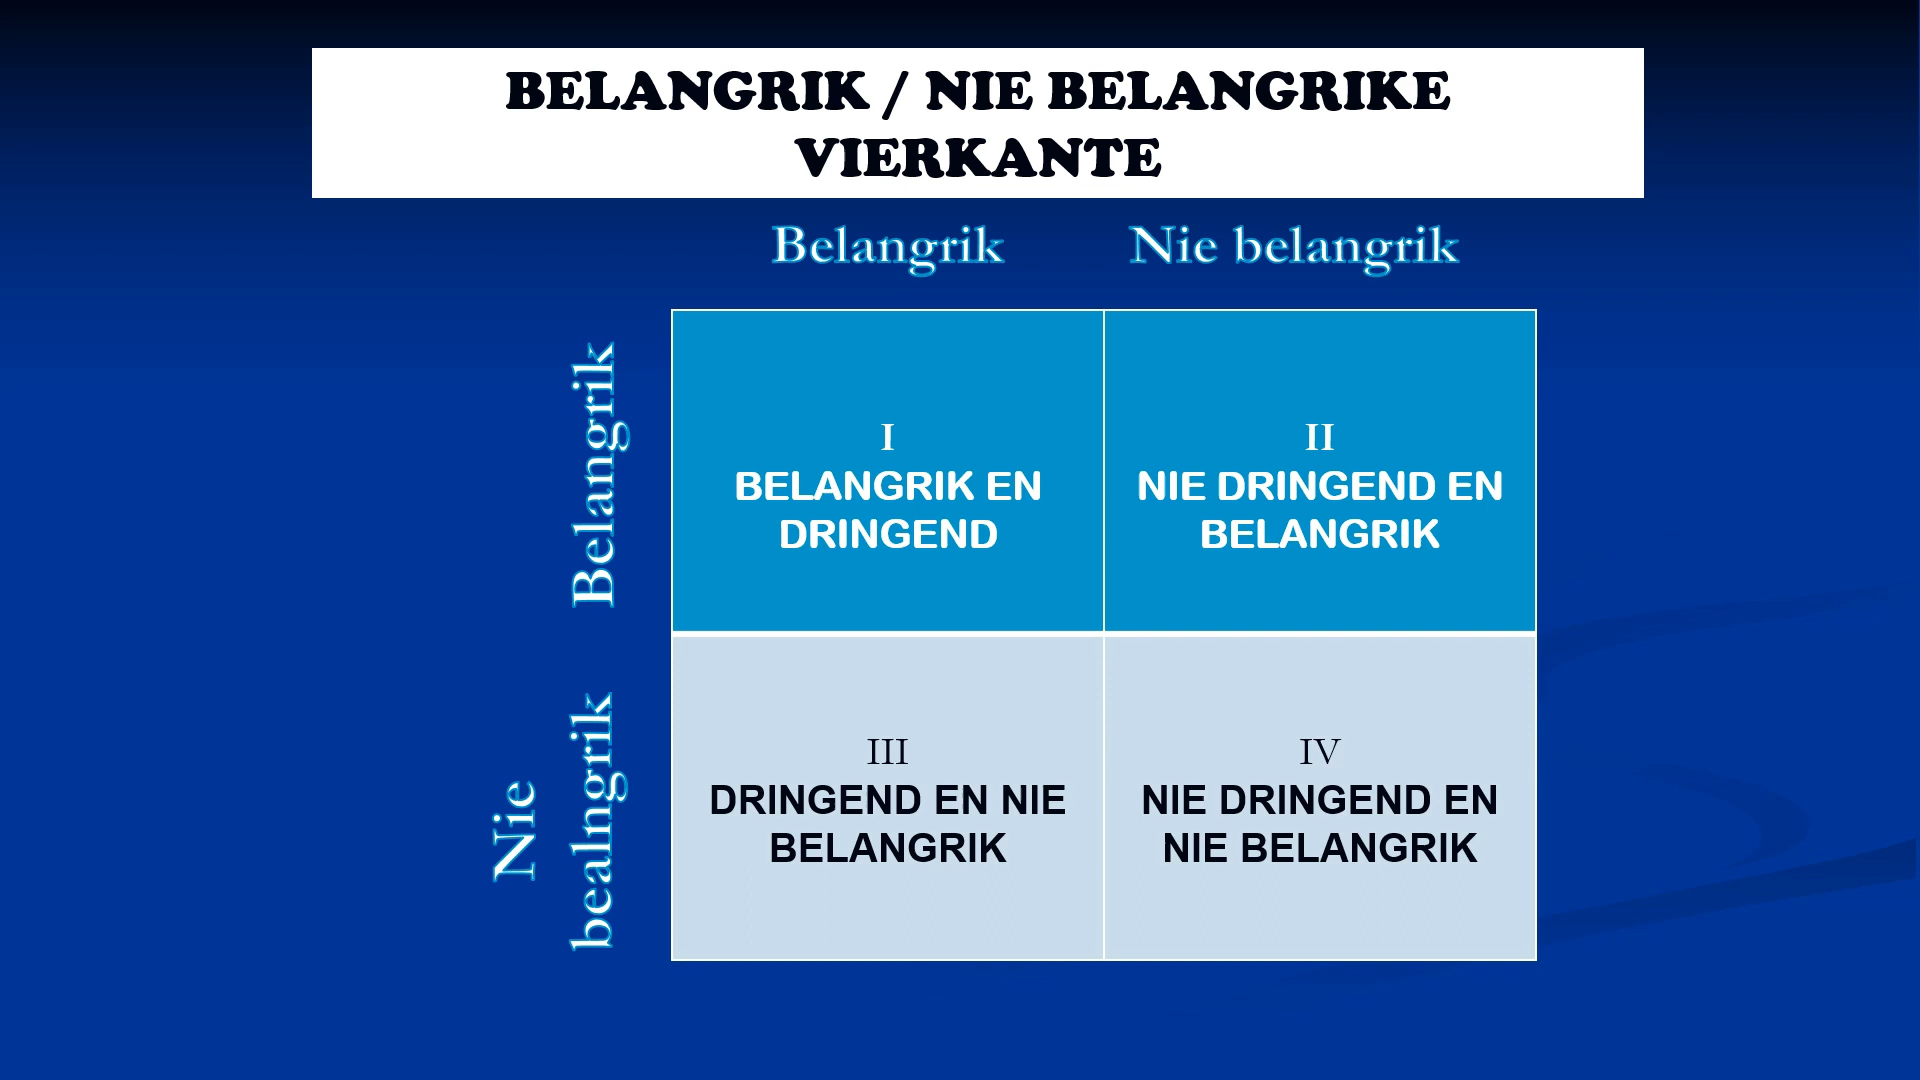 BELANGRIK / NIE BELANGRIKE
VIERKANTE
Belangrik
Nie belangrik
Belangrik
I
BELANGRIK EN
DRINGEND
II
NIE DRINGEND EN
BELANGRIK
Nie
bealngrik
III
DRINGEND EN NIE
BELANGRIK
IV
NIE DRINGEND EN
NIE BELANGRIK